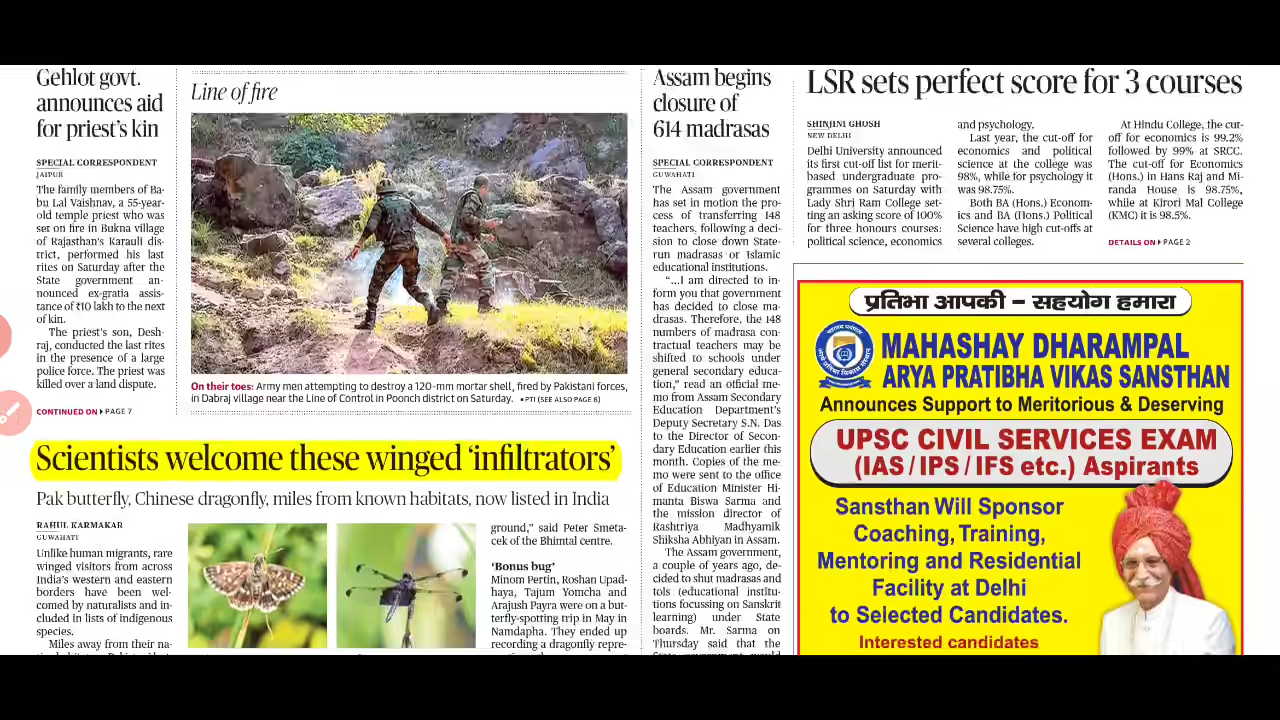 Gehlot govt.
announces aid
for priest's kin
SPECIAL CORRESPONDENT
JAIPUR
The family members of Ba-
bu Lal Vaishnav, a 55-year-
old temple priest who was
set on fire in Bukna village
of Rajasthan's Karauli dis-
trict, performed his last
rites on Saturday after the
State government an-
nounced ex-gratia assis-
tance of ₹10 lakh to the next
of kin.
The priest's son, Desh-
raj, conducted the last rites
in the presence of a large
police force. The priest was
killed over a land dispute.
CONTINUED ON ▸ PAGE 7
Line of fire
On their toes: Army men attempting to destroy a 120-mm mortar shell, fired by Pakistani forces,
in Dabraj village near the Line of Control in Poonch district on Saturday. ▪ PTI (SEE ALSO PAGE 8)
Scientists welcome these winged 'infiltrators'
Pak butterfly, Chinese dragonfly, miles from known habitats, now listed in India
RAHUL KARMAKAR
GUWAHATI
Unlike human migrants, rare
winged visitors from across
India's western and eastern
borders have been wel-
comed by naturalists and in-
cluded in lists of indigenous
species.
Miles away from their na-
ground," said Peter Smeta-
cek of the Bhimtal centre.
'Bonus bug'
Minom Pertin, Roshan Upad-
haya, Tajum Yomcha and
Arajush Payra were on a but-
terfly-spotting trip in May in
Namdapha. They ended up
recording a dragonfly repre-
Assam begins
closure of
614 madrasas
SPECIAL CORRESPONDENT
GUWAHATI
The Assam government
has set in motion the pro-
cess of transferring 148
teachers, following a deci-
sion to close down State-
run madrasas or Islamic
educational institutions.
"...I am directed to in-
form you that government
has decided to close ma-
drasas. Therefore, the 148
numbers of madrasa con-
tractual teachers may be
shifted to schools under
general secondary educa-
tion," read an official me-
mo from Assam Secondary
Education Department's
Deputy Secretary S.N. Das
to the Director of Secon-
dary Education earlier this
month. Copies of the me-
mo were sent to the office
of Education Minister Hi-
manta Biswa Sarma and
the mission director of
Rashtriya Madhyamik
Shiksha Abhiyan in Assam.
The Assam government,
a couple of years ago, de-
cided to shut madrasas and
tols (educational institu-
tions focussing on Sanskrit
learning) under State
boards. Mr. Sarma on
Thursday said that the
LSR sets perfect score for 3 courses
SHINJINI GHOSH
NEW DELHI
Delhi University announced
its first cut-off list for merit-
based undergraduate pro-
grammes on Saturday with
Lady Shri Ram College set-
ting an asking score of 100%
for three honours courses:
political science, economics
and psychology.
Last year, the cut-off for
economics and political
science at the college was
98%, while for psychology it
was 98.75%.
Both BA (Hons.) Econom-
ics and BA (Hons.) Political
Science have high cut-offs at
several colleges.
At Hindu College, the cut-
off for economics is 99.2%
followed by 99% at SRCC.
The cut-off for Economics
(Hons.) in Hans Raj and Mi-
randa House is 98.75%,
while at Kirori Mal College
(KMC) it is 98.5%.
DETAILS ON ▸ PAGE 2
प्रतिभा आपकी – सहयोग हमारा
MAHASHAY DHARAMPAL
ARYA PRATIBHA VIKAS SANSTHAN
Announces Support to Meritorious & Deserving
UPSC CIVIL SERVICES EXAM
(IAS / IPS / IFS etc.) Aspirants
Sansthan Will Sponsor
Coaching, Training,
Mentoring and Residential
Facility at Delhi
to Selected Candidates.
Interested candidates